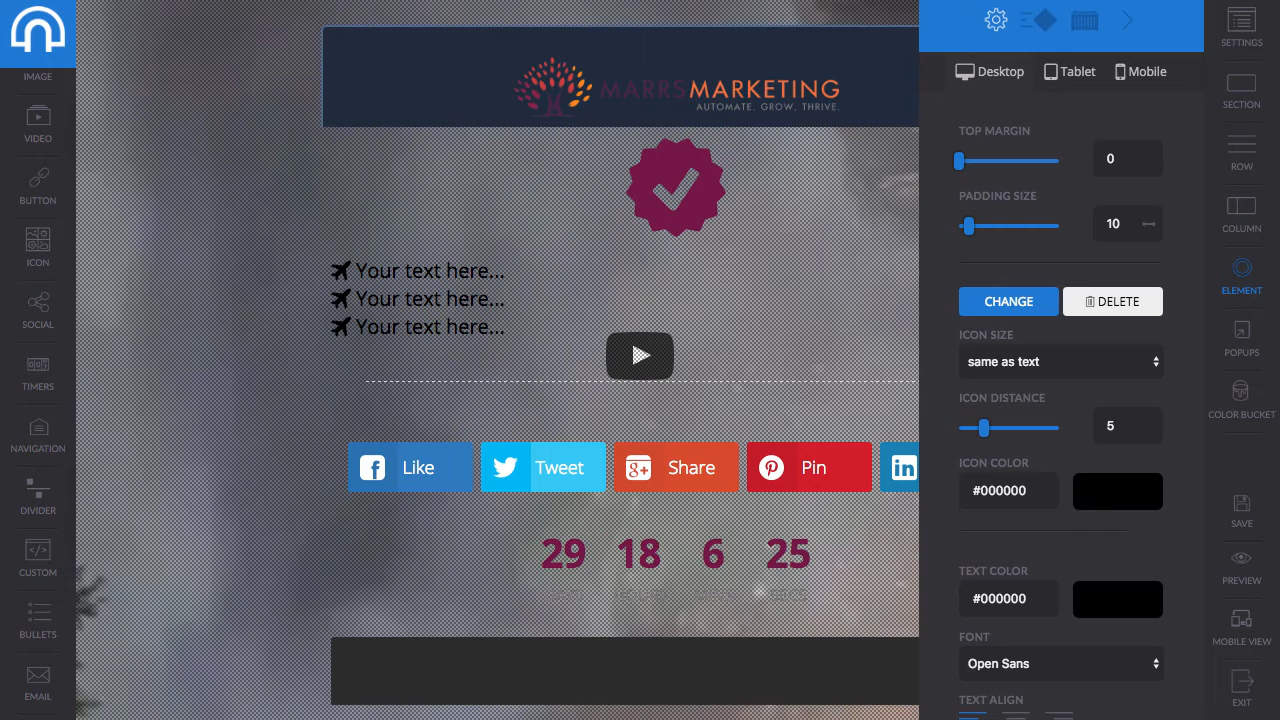 IMAGE
VIDEO
BUTTON
ICON
SOCIAL
TIMERS
NAVIGATION
DIVIDER
CUSTOM
BULLETS
EMAIL
MARRSMARKETING
AUTOMATE. GROW. THRIVE.
Your text here...
Your text here...
Your text here...
Like
Tweet
Share
Pin
29 18 6 25
Desktop
Tablet
Mobile
TOP MARGIN
0
PADDING SIZE
10
CHANGE
DELETE
ICON SIZE
same as text
ICON DISTANCE
5
ICON COLOR
#000000
TEXT COLOR
#000000
FONT
Open Sans
TEXT ALIGN
SETTINGS
SECTION
ROW
COLUMN
ELEMENT
POPUPS
COLOR BUCKET
SAVE
PREVIEW
MOBILE VIEW
EXIT